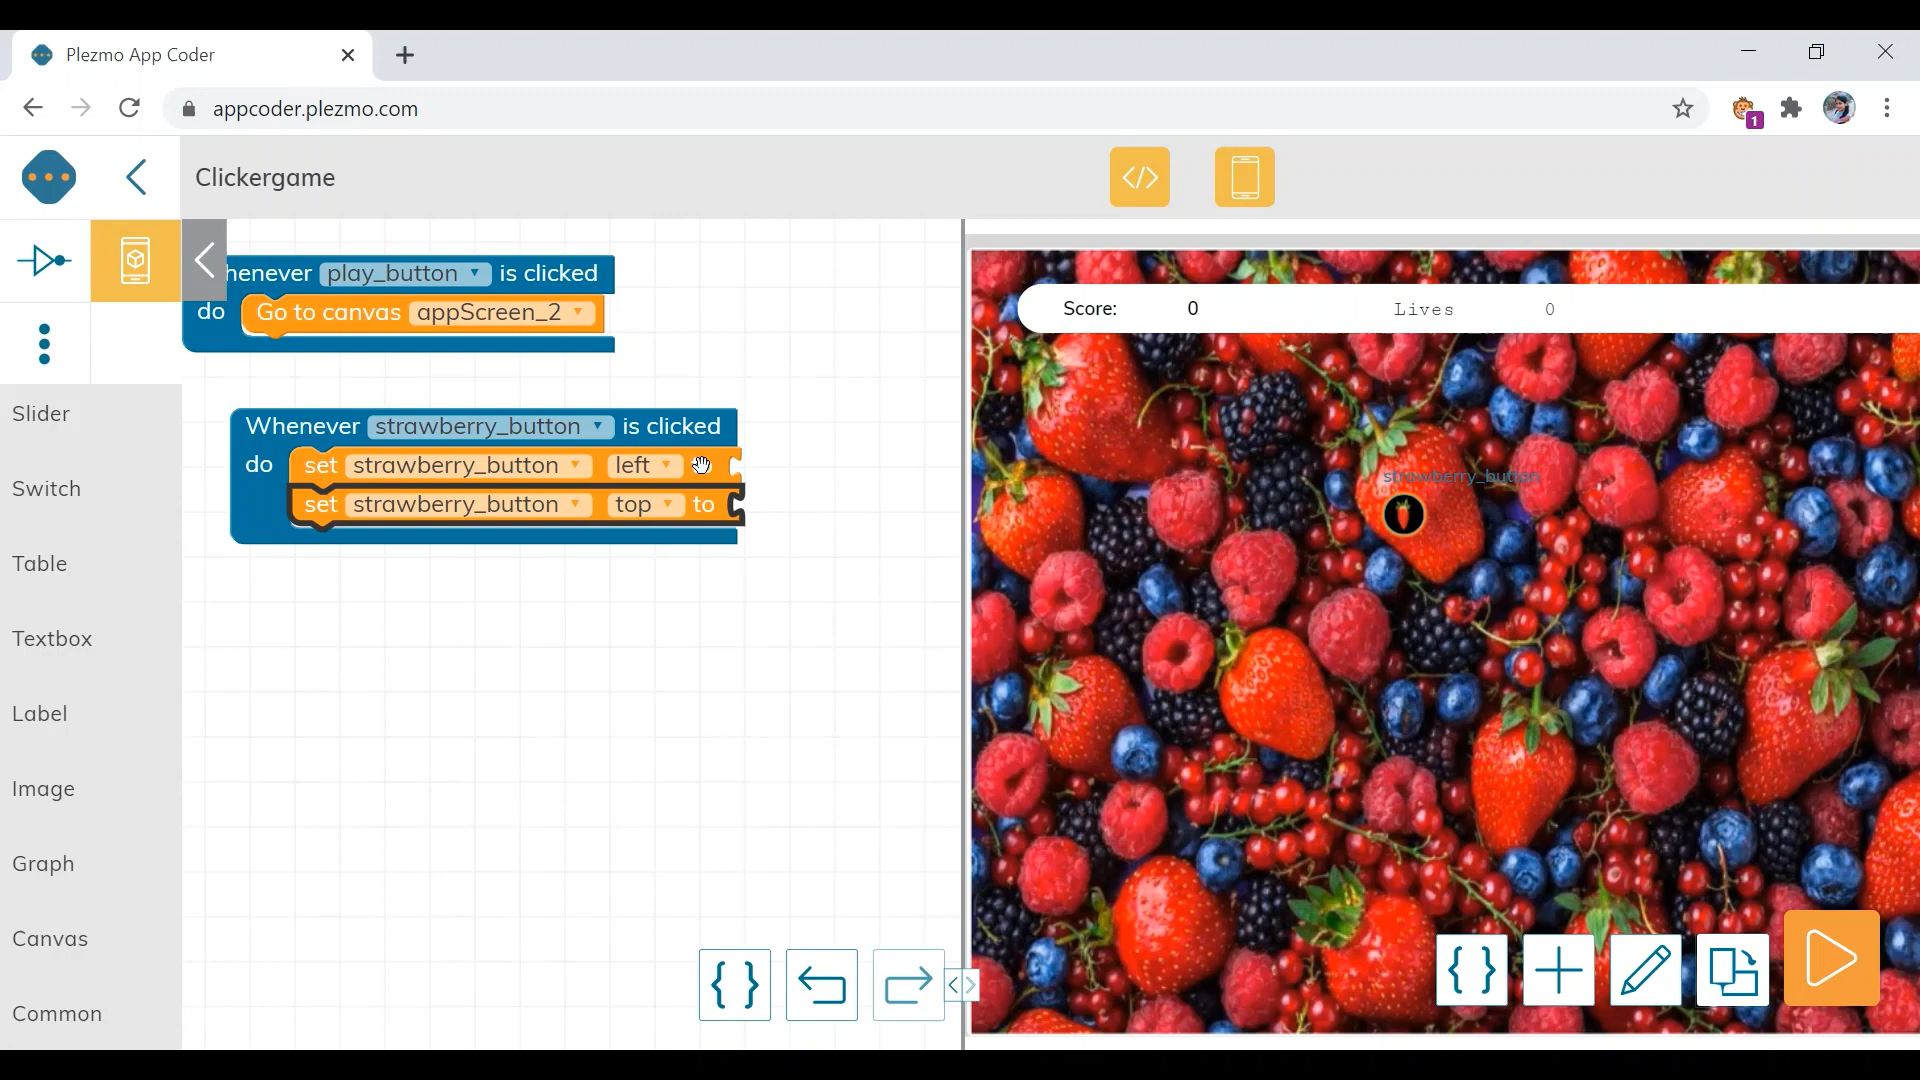 Plezmo App Coder
appcoder.plezmo.com
1
Clickergame
henever play_button is clicked
do Go to canvas appScreen_2
Whenever strawberry_button is clicked
do set strawberry_button left
set strawberry_button top to
Slider
Switch
Table
Textbox
Label
Image
Graph
Canvas
Common
Score: 0 Lives 0
strawberry_button